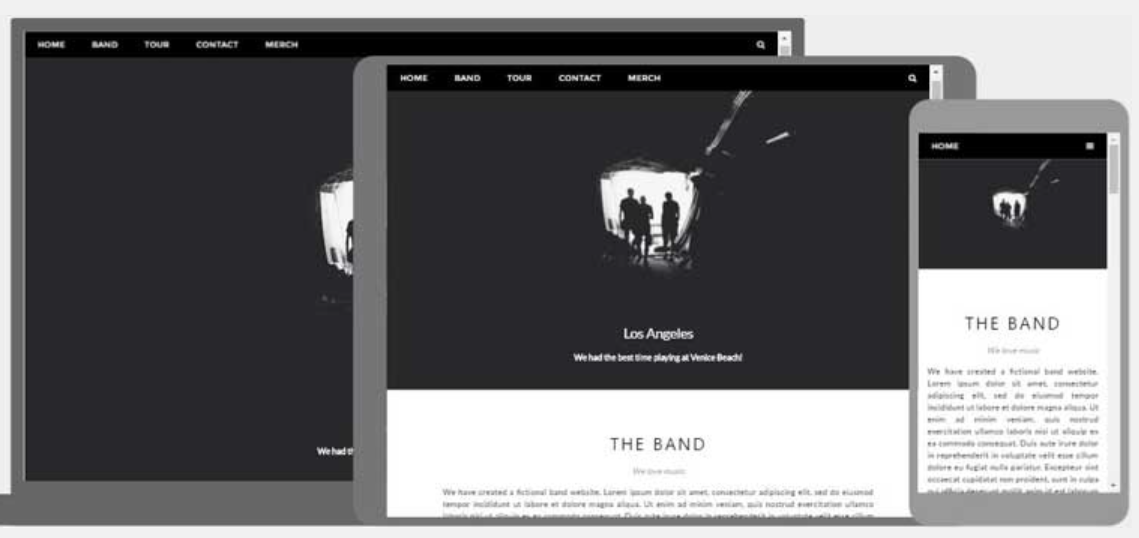 HOME BAND TOUR CONTACT MERCH
We had th
HOME BAND TOUR CONTACT MERCH
Los Angeles
We had the best time playing at Venice Beach!
THE BAND
We love music
We have created a fictional band website. Lorem ipsum dolor sit amet, consectetur adipiscing elit, sed do eiusmod
tempor incididunt ut labore et dolore magna aliqua. Ut enim ad minim veniam, quis nostrud exercitation ullamco
HOME
THE BAND
We love music
We have created a fictional band website.
Lorem ipsum dolor sit amet, consectetur
adipiscing elit, sed do eiusmod tempor
incididunt ut labore et dolore magna aliqua. Ut
enim ad minim veniam, quis nostrud
exercitation ullamco laboris nisi ut aliquip ex
ea commodo consequat. Duis aute irure dolor
in reprehenderit in voluptate velit esse cillum
dolore eu fugiat nulla pariatur. Excepteur sint
occaecat cupidatat non proident, sunt in culpa